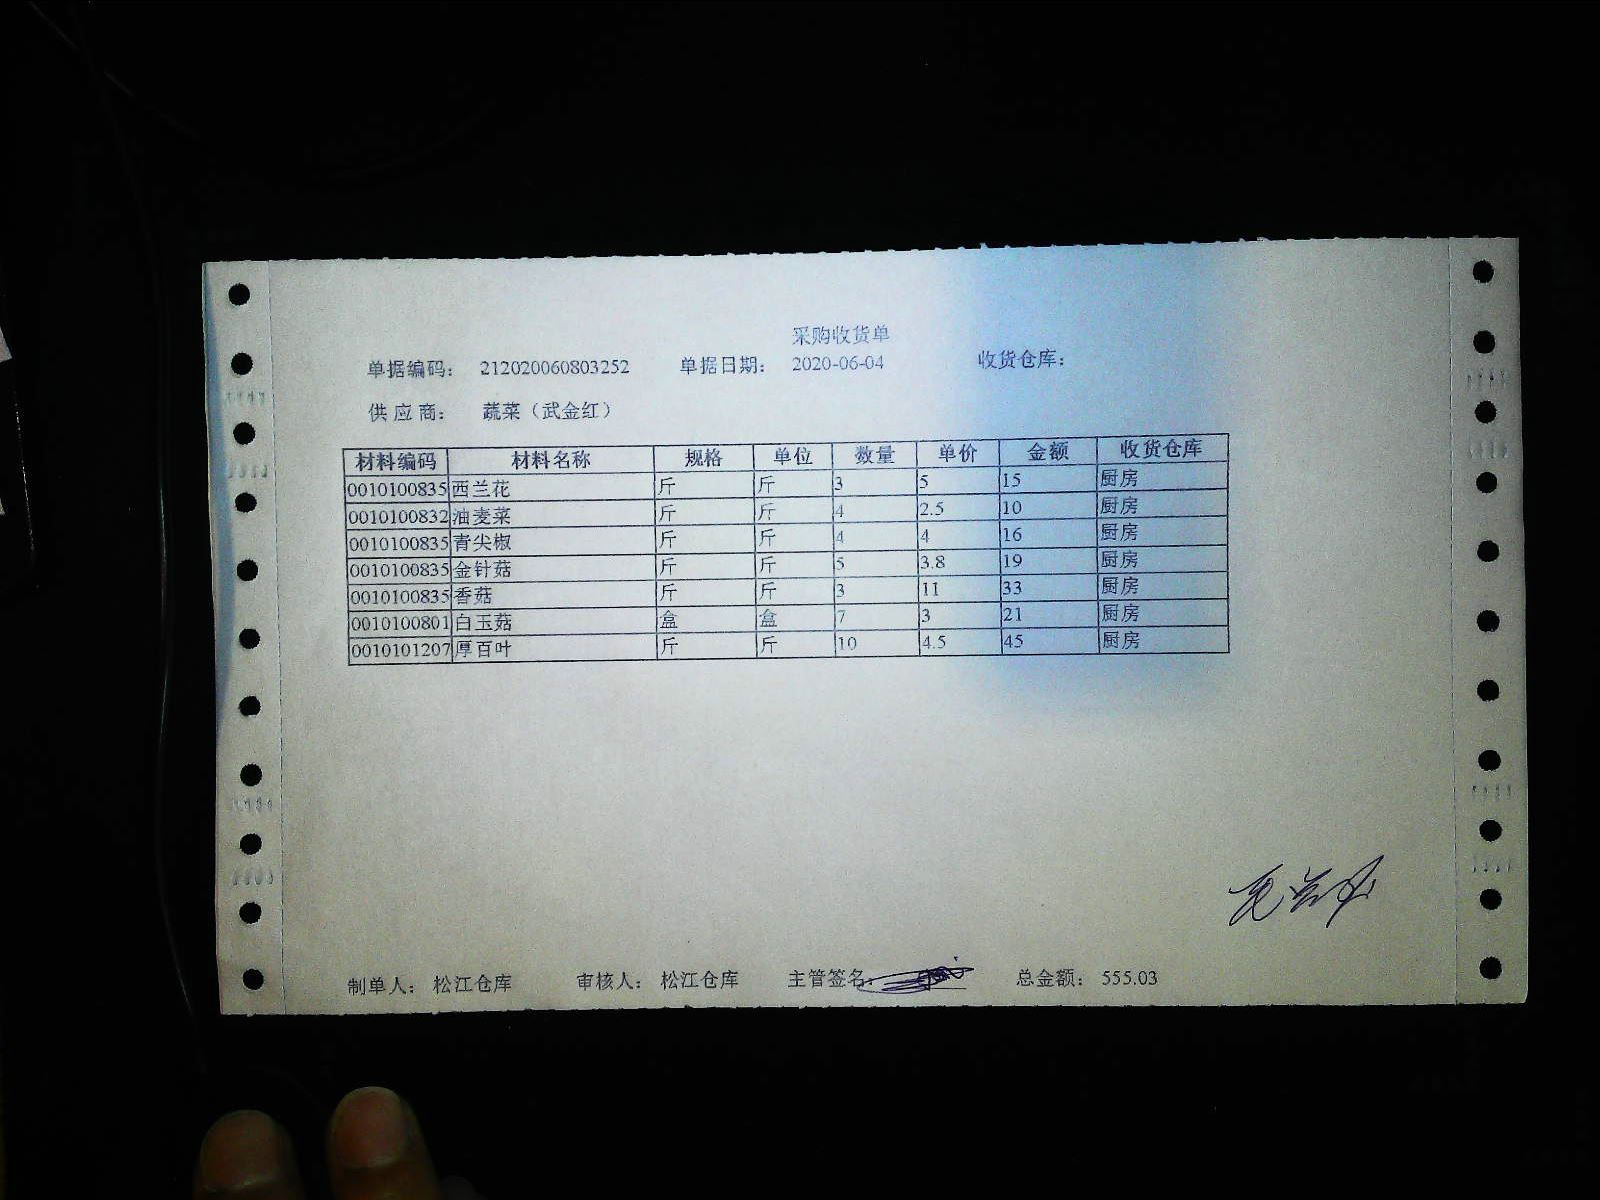 采购收货单
单据编码： 212020060803252 单据日期： 2020-06-04 收货仓库：
供应商： 蔬菜（武金红）
材料编码 材料名称 规格 单位 数量 单价 金额 收货仓库
0010100835 西兰花 斤 斤 3 5 15 厨房
0010100832 油麦菜 斤 斤 4 2.5 10 厨房
0010100835 青尖椒 斤 斤 4 4 16 厨房
0010100835 金针菇 斤 斤 5 3.8 19 厨房
0010100835 香菇 斤 斤 3 11 33 厨房
0010100801 白玉菇 盒 盒 7 3 21 厨房
0010101207 厚百叶 斤 斤 10 4.5 45 厨房
制单人： 松江仓库 审核人： 松江仓库 主管签名： 总金额： 555.03